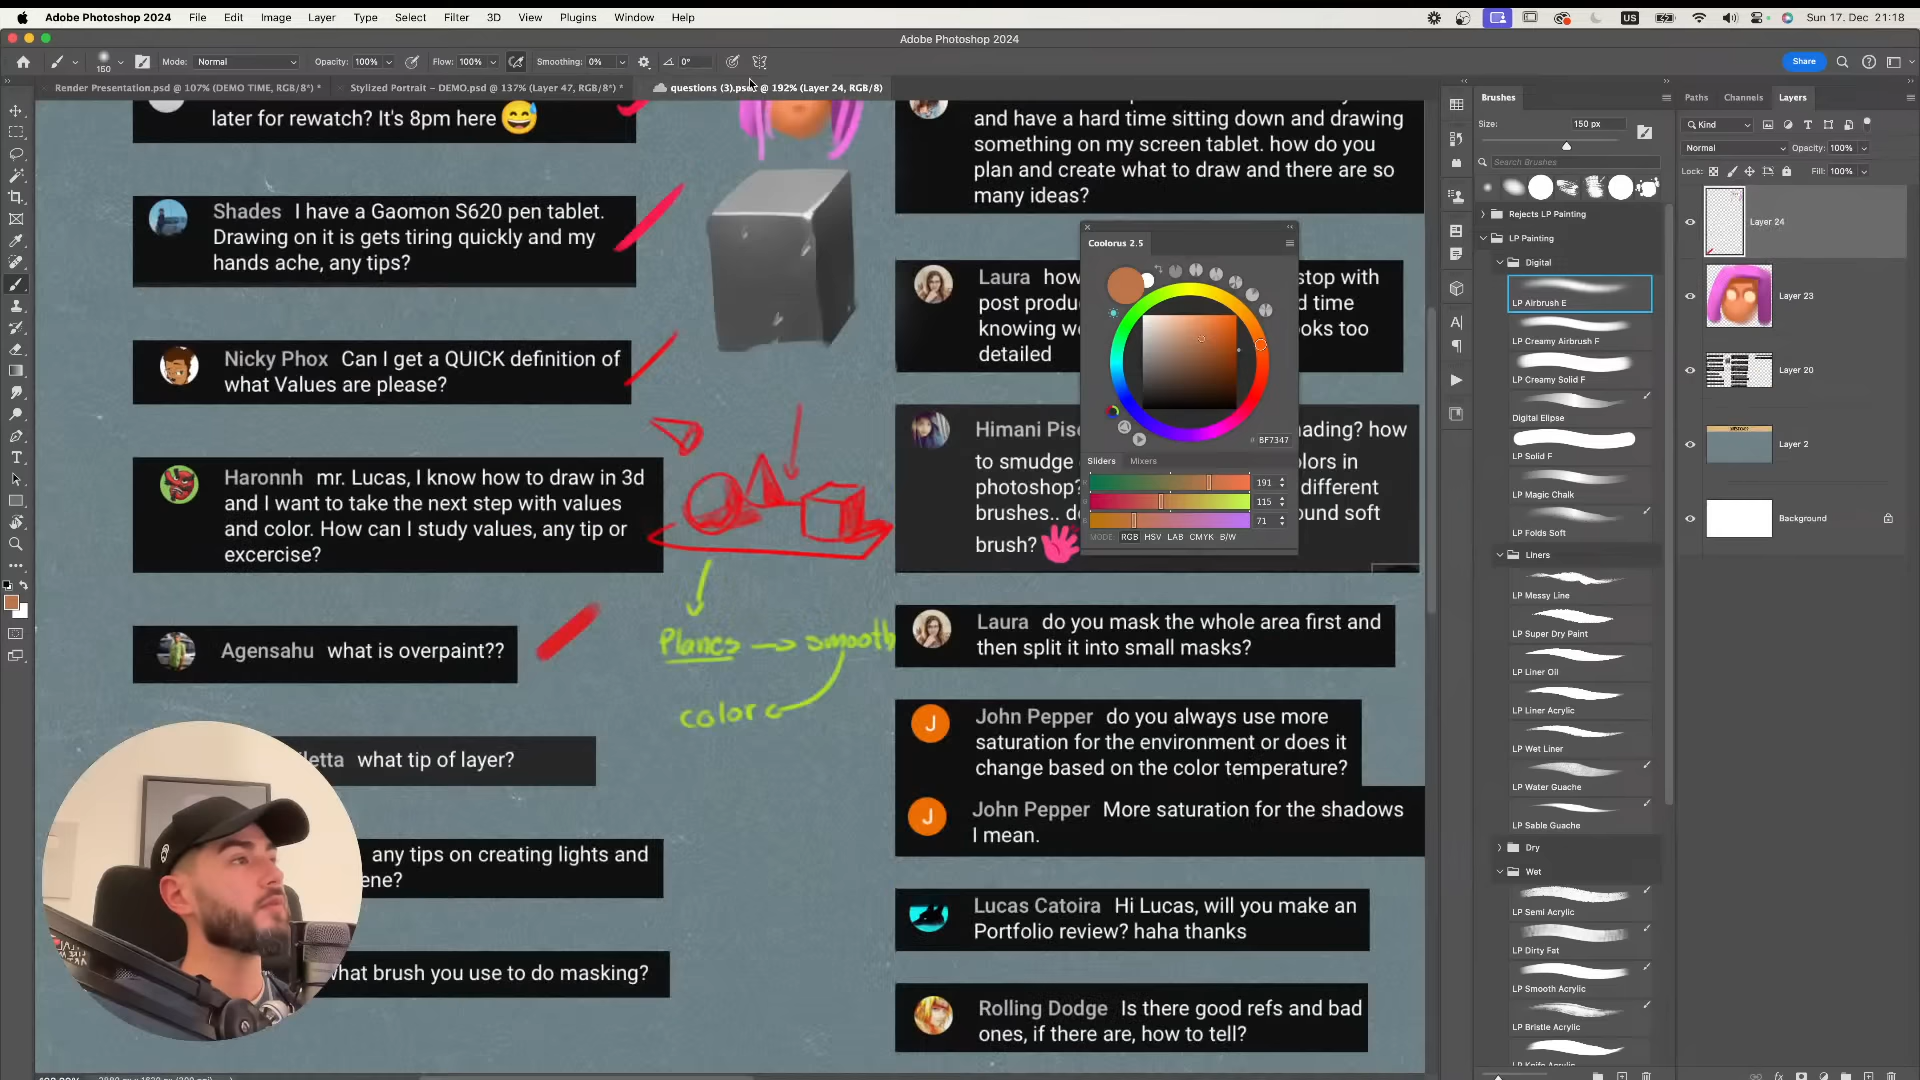 Adobe Photoshop 2024 File Edit Image Layer Type Select Filter 3D View Plugins Window Help
US
Sun 17. Dec 21:18
Adobe Photoshop 2024
150
Mode: Normal
Opacity: 100%
Flow: 100%
Smoothing: 0%
0°
Share
Render Presentation.psd @ 107% (DEMO TIME, RGB/8*) *
Stylized Portrait – DEMO.psd @ 137% (Layer 47, RGB/8*) *
questions (3).psdc @ 192% (Layer 24, RGB/8)
later for rewatch? It's 8pm here 😅
Shades I have a Gaomon S620 pen tablet.
Drawing on it is gets tiring quickly and my
hands ache, any tips?
Nicky Phox Can I get a QUICK definition of
what Values are please?
Haronnh mr. Lucas, I know how to draw in 3d
and I want to take the next step with values
and color. How can I study values, any tip or
excercise?
Agensahu what is overpaint??
letta what tip of layer?
any tips on creating lights and
ene?
what brush you use to do masking?
Planes → smooth
color
and have a hard time sitting down and drawing
something on my screen tablet. how do you
plan and create what to draw and there are so
many ideas?
Laura how
stop with
post produ
d time
knowing w
ooks too
detailed
Himani Pis
ading? how
to smudge
olors in
photoshop?
different
brushes.. d
und soft
brush?
Laura do you mask the whole area first and
then split it into small masks?
John Pepper do you always use more
saturation for the environment or does it
change based on the color temperature?
John Pepper More saturation for the shadows
I mean.
Lucas Catoira Hi Lucas, will you make an
Portfolio review? haha thanks
Rolling Dodge Is there good refs and bad
ones, if there are, how to tell?
Coolorus 2.5
# BF7347
Sliders Mixers
191
115
71
MODE: RGB HSV LAB CMYK B/W
Brushes
Size: 150 px
Search Brushes
Rejects LP Painting
LP Painting
Digital
LP Airbrush E
LP Creamy Airbrush F
LP Creamy Solid F
Digital Elipse
LP Solid F
LP Magic Chalk
LP Folds Soft
Liners
LP Messy Line
LP Super Dry Paint
LP Liner Oil
LP Liner Acrylic
LP Wet Liner
LP Water Guache
LP Sable Guache
Dry
Wet
LP Semi Acrylic
LP Dirty Fat
LP Smooth Acrylic
LP Bristle Acrylic
LP Knife Acrylic
Paths Channels Layers
Kind
Normal Opacity: 100%
Lock: Fill: 100%
Layer 24
Layer 23
Layer 20
Layer 2
Background